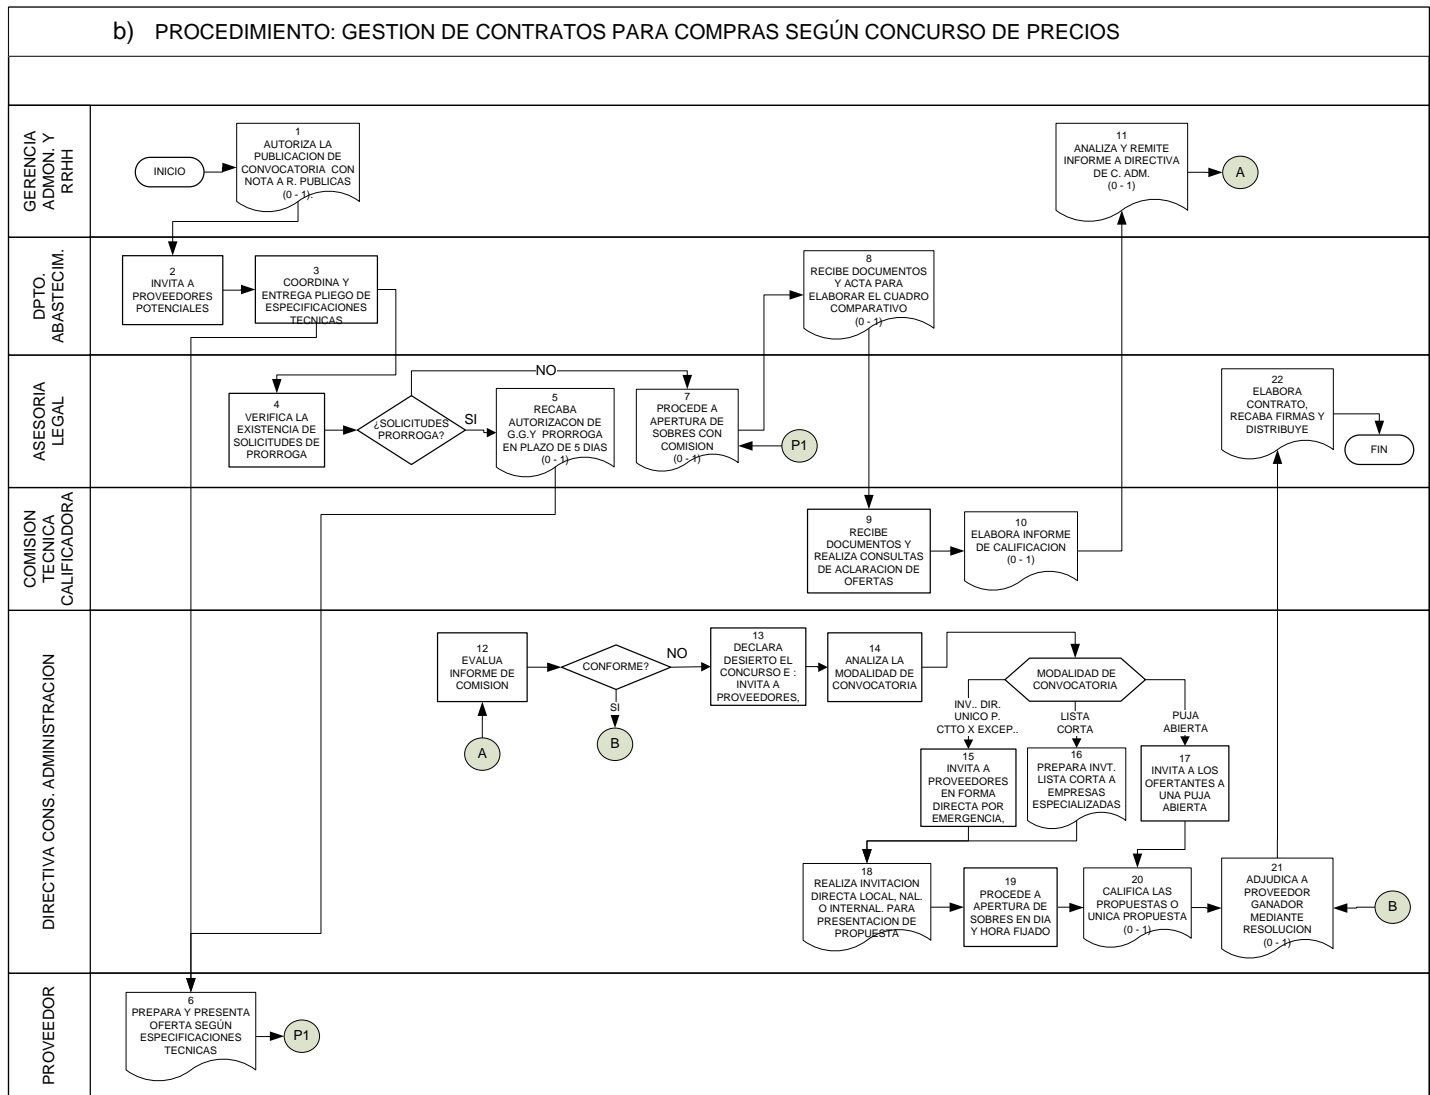 b) PROCEDIMIENTO: GESTION DE CONTRATOS PARA COMPRAS SEGÚN CONCURSO DE PRECIOS
GERENCIA
ADMON. Y
RRHH
INICIO
1
AUTORIZA LA
PUBLICACION DE
CONVOCATORIA CON
NOTA A R. PUBLICAS
(0 - 1).
11
ANALIZA Y REMITE
INFORME A DIRECTIVA
DE C. ADM.
(0 - 1)
A
DPTO.
ABASTECIM.
2
INVITA A
PROVEEDORES
POTENCIALES
3
COORDINA Y
ENTREGA PLIEGO DE
ESPECIFICACIONES
TECNICAS
8
RECIBE DOCUMENTOS
Y ACTA PARA
ELABORAR EL CUADRO
COMPARATIVO
(0 - 1)
ASESORIA
LEGAL
4
VERIFICA LA
EXISTENCIA DE
SOLICITUDES DE
PRORROGA
¿SOLICITUDES
PRORROGA?
NO
SI
5
RECABA
AUTORIZACON DE
G.G.Y PRORROGA
EN PLAZO DE 5 DIAS
(0 - 1)
7
PROCEDE A
APERTURA DE
SOBRES CON
COMISION
(0 - 1)
P1
22
ELABORA
CONTRATO,
RECABA FIRMAS Y
DISTRIBUYE
FIN
COMISION
TECNICA
CALIFICADORA
9
RECIBE
DOCUMENTOS Y
REALIZA CONSULTAS
DE ACLARACION DE
OFERTAS
10
ELABORA INFORME
DE CALIFICACION
(0 - 1)
DIRECTIVA CONS. ADMINISTRACION
12
EVALUA
INFORME DE
COMISION
A
CONFORME?
NO
SI
B
13
DECLARA
DESIERTO EL
CONCURSO E :
INVITA A
PROVEEDORES,
14
ANALIZA LA
MODALIDAD DE
CONVOCATORIA
MODALIDAD DE
CONVOCATORIA
INV.. DIR.
UNICO P.
CTTO X EXCEP..
LISTA
CORTA
PUJA
ABIERTA
15
INVITA A
PROVEEDORES
EN FORMA
DIRECTA POR
EMERGENCIA,
16
PREPARA INVT.
LISTA CORTA A
EMPRESAS
ESPECIALIZADAS
17
INVITA A LOS
OFERTANTES A
UNA PUJA
ABIERTA
18
REALIZA INVITACION
DIRECTA LOCAL, NAL.
O INTERNAL. PARA
PRESENTACION DE
PROPUESTA
19
PROCEDE A
APERTURA DE
SOBRES EN DIA
Y HORA FIJADO
20
CALIFICA LAS
PROPUESTAS O
UNICA PROPUESTA
(0 - 1)
21
ADJUDICA A
PROVEEDOR
GANADOR
MEDIANTE
RESOLUCION
(0 - 1)
B
PROVEEDOR
6
PREPARA Y PRESENTA
OFERTA SEGÚN
ESPECIFICACIONES
TECNICAS
P1